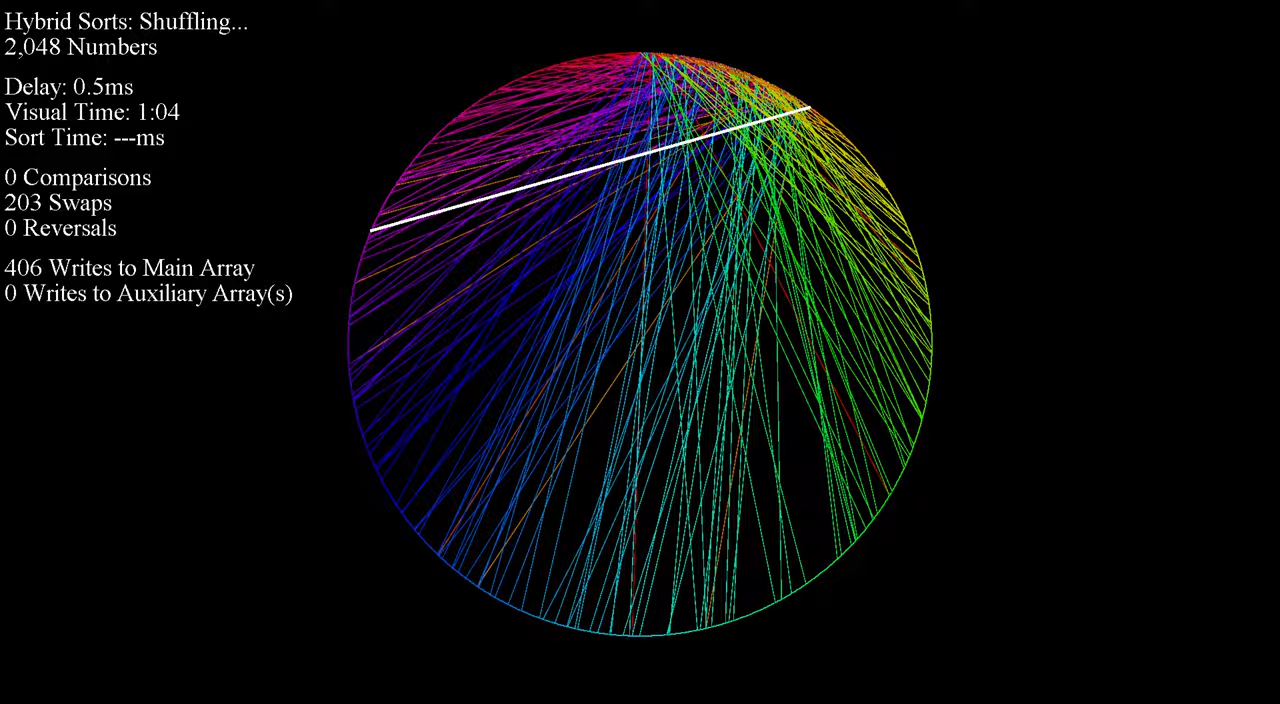 Hybrid Sorts: Shuffling...
2,048 Numbers
Delay: 0.5ms
Visual Time: 1:04
Sort Time: ---ms
0 Comparisons
203 Swaps
0 Reversals
406 Writes to Main Array
0 Writes to Auxiliary Array(s)